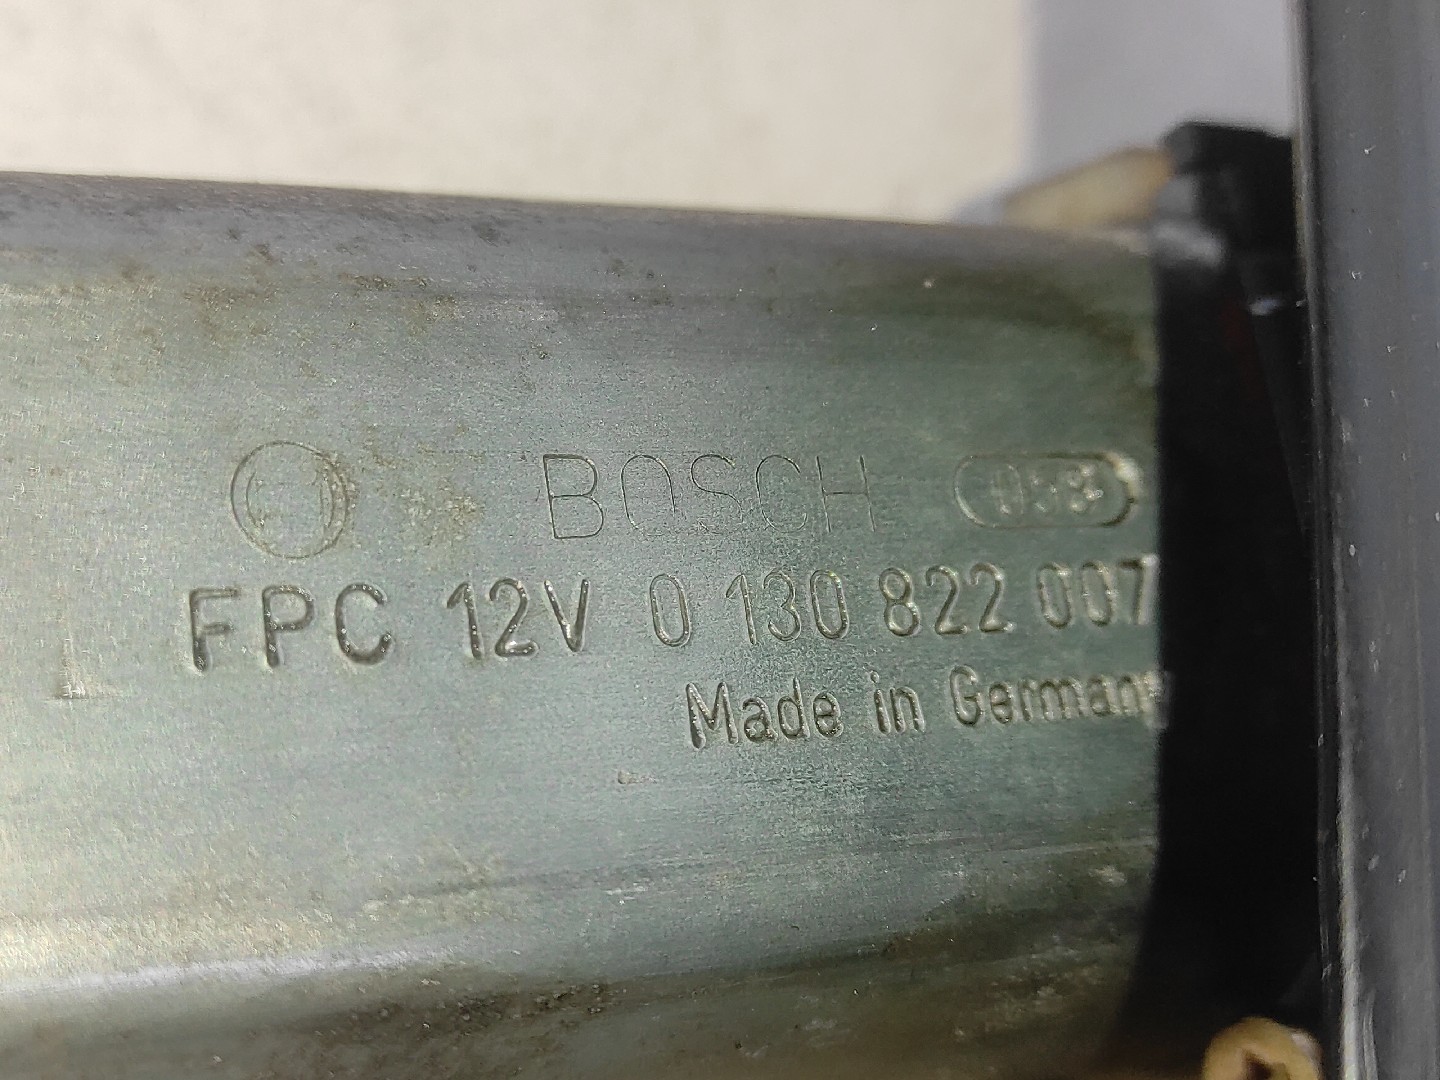 BOSCH
FPC 12V 0 130 822 007
Made in Germany